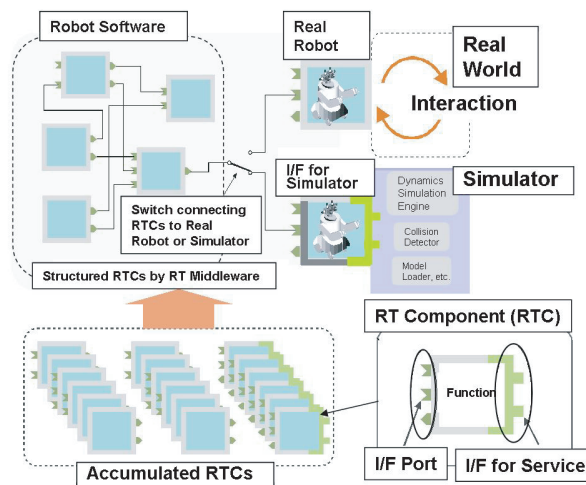 Robot Software
Real
Robot
Real
World
Interaction
I/F for
Simulator
Simulator
Dynamics
Simulation
Engine
Collision
Detector
Model
Loader, etc.
Switch connecting
RTCs to Real
Robot or Simulator
Structured RTCs by RT Middleware
RT Component (RTC)
Function
I/F Port
I/F for Service
Accumulated RTCs